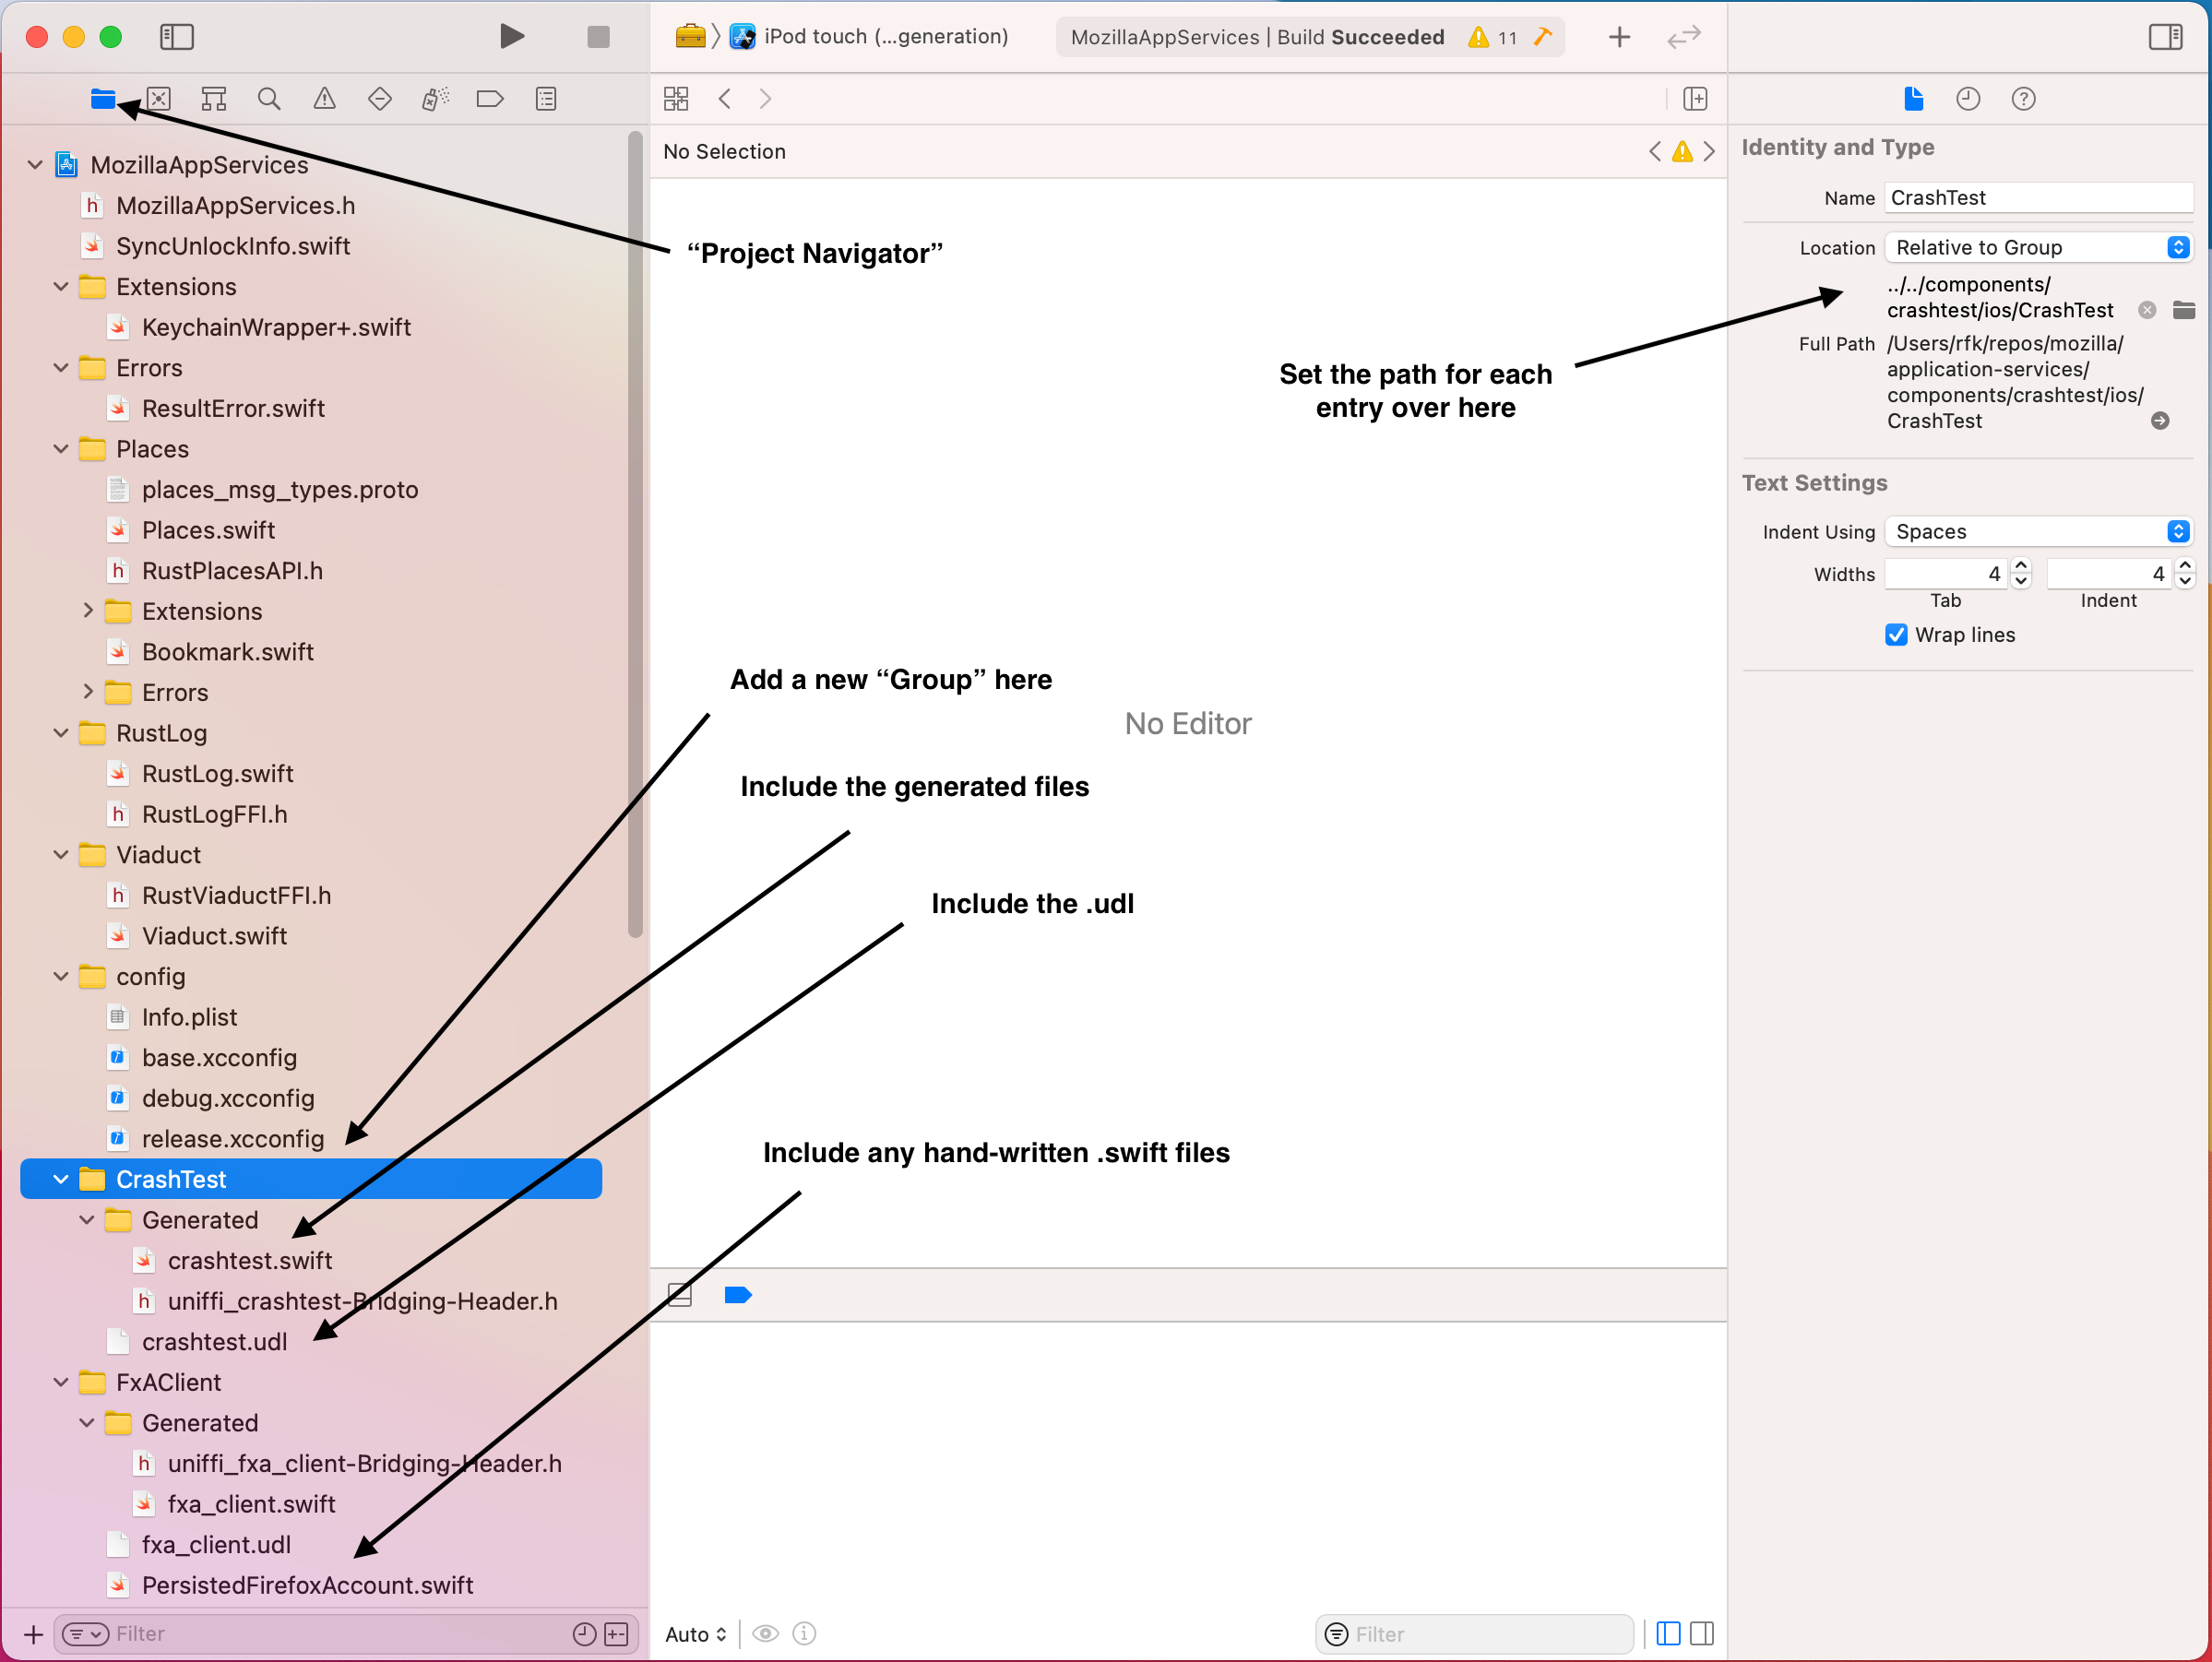 iPod touch (...generation)
MozillaAppServices | Build Succeeded
11
MozillaAppServices
MozillaAppServices.h
SyncUnlockInfo.swift
Extensions
KeychainWrapper+.swift
Errors
ResultError.swift
Places
places_msg_types.proto
Places.swift
RustPlacesAPI.h
Extensions
Bookmark.swift
Errors
RustLog
RustLog.swift
RustLogFFI.h
Viaduct
RustViaductFFI.h
Viaduct.swift
config
Info.plist
base.xcconfig
debug.xcconfig
release.xcconfig
CrashTest
Generated
crashtest.swift
uniffi_crashtest-Bridging-Header.h
crashtest.udl
FxAClient
Generated
uniffi_fxa_client-Bridging-Header.h
fxa_client.swift
fxa_client.udl
PersistedFirefoxAccount.swift
Filter
No Selection
“Project Navigator”
Set the path for each
entry over here
Add a new “Group” here
No Editor
Include the generated files
Include the .udl
Include any hand-written .swift files
Auto
Filter
Identity and Type
Name CrashTest
Location Relative to Group
../../components/
crashtest/ios/CrashTest
Full Path /Users/rfk/repos/mozilla/
application-services/
components/crashtest/ios/
CrashTest
Text Settings
Indent Using Spaces
Widths 4 4
Tab Indent
Wrap lines